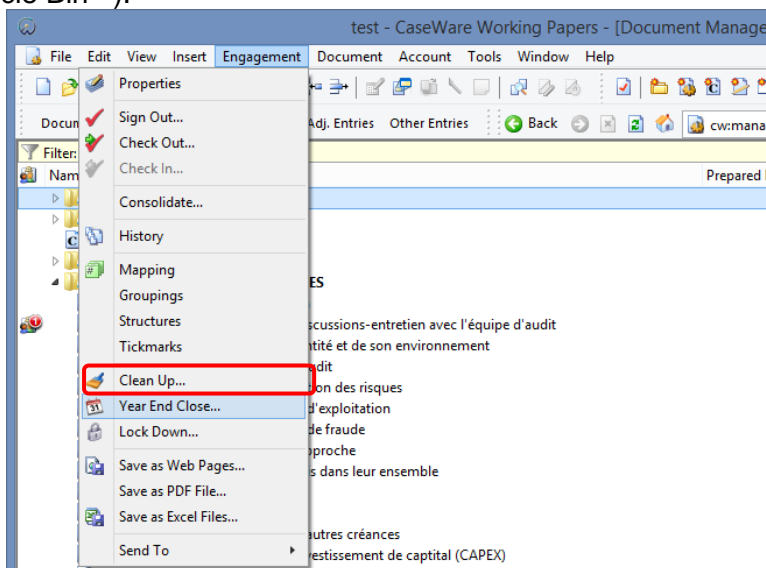 test - CaseWare Working Papers - [Document Manage
File Edit View Insert Engagement Document Account Tools Window Help
Properties
Sign Out...
Adj. Entries Other Entries Back cw:mana
Check Out...
Filter:
Check In...
Nam Prepared
Consolidate...
History
Mapping
ES
Groupings
Structures
scussions-entretien avec l'équipe d'audit
Tickmarks
ntité et de son environnement
udit
Clean Up...
ion des risques
Year End Close...
d'exploitation
Lock Down...
de fraude
pproche
Save as Web Pages...
s dans leur ensemble
Save as PDF File...
Save as Excel Files...
autres créances
Send To
vestissement de captital (CAPEX)